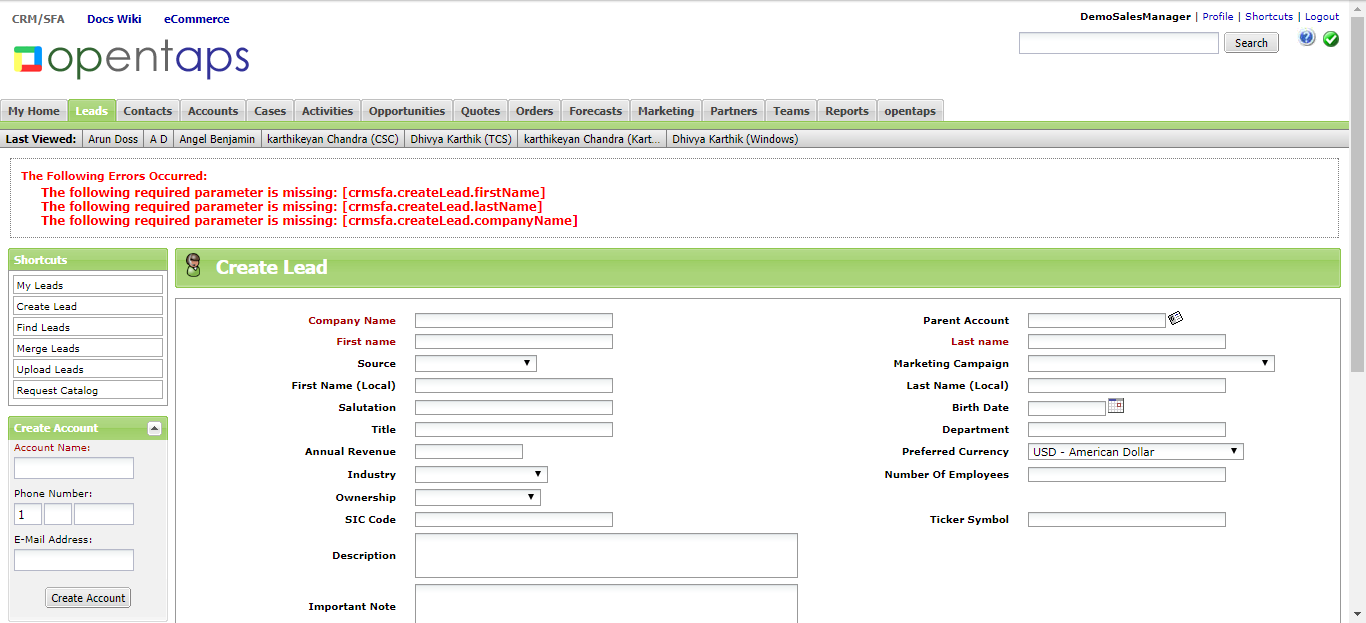 CRM/SFA Docs Wiki eCommerce
DemoSalesManager | Profile | Shortcuts | Logout
opentaps
Search
?
My Home Leads Contacts Accounts Cases Activities Opportunities Quotes Orders Forecasts Marketing Partners Teams Reports opentaps
Last Viewed: Arun Doss A D Angel Benjamin karthikeyan Chandra (CSC) Dhivya Karthik (TCS) karthikeyan Chandra (Kart... Dhivya Karthik (Windows)
The Following Errors Occurred:
The following required parameter is missing: [crmsfa.createLead.firstName]
The following required parameter is missing: [crmsfa.createLead.lastName]
The following required parameter is missing: [crmsfa.createLead.companyName]
Shortcuts
My Leads
Create Lead
Find Leads
Merge Leads
Upload Leads
Request Catalog
Create Account
Account Name:
Phone Number:
1
E-Mail Address:
Create Account
Create Lead
Company Name Parent Account
First name Last name
Source Marketing Campaign
First Name (Local) Last Name (Local)
Salutation Birth Date
Title Department
Annual Revenue Preferred Currency USD - American Dollar
Industry Number Of Employees
Ownership
SIC Code Ticker Symbol
Description
Important Note